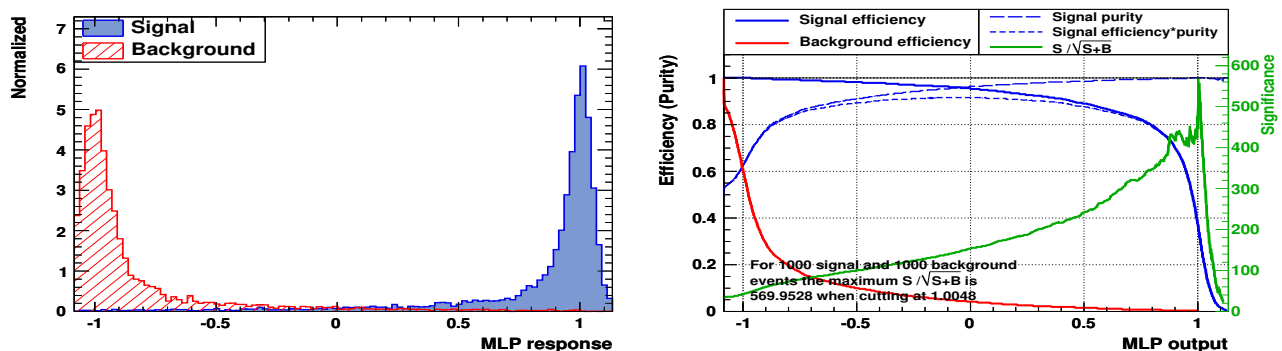 Normalized
7
6
5
4
3
2
1
0
Signal
Background
-1
-0.5
0
0.5
1
MLP response
Signal efficiency
Background efficiency
Signal purity
Signal efficiency*purity
S /√S+B
Efficiency (Purity)
1
0.8
0.6
0.4
0.2
0
For 1000 signal and 1000 background
events the maximum S /√S+B is
569.9528 when cutting at 1.0048
-1
-0.5
0
0.5
1
MLP output
600
500
400
300
200
100
0
Significance